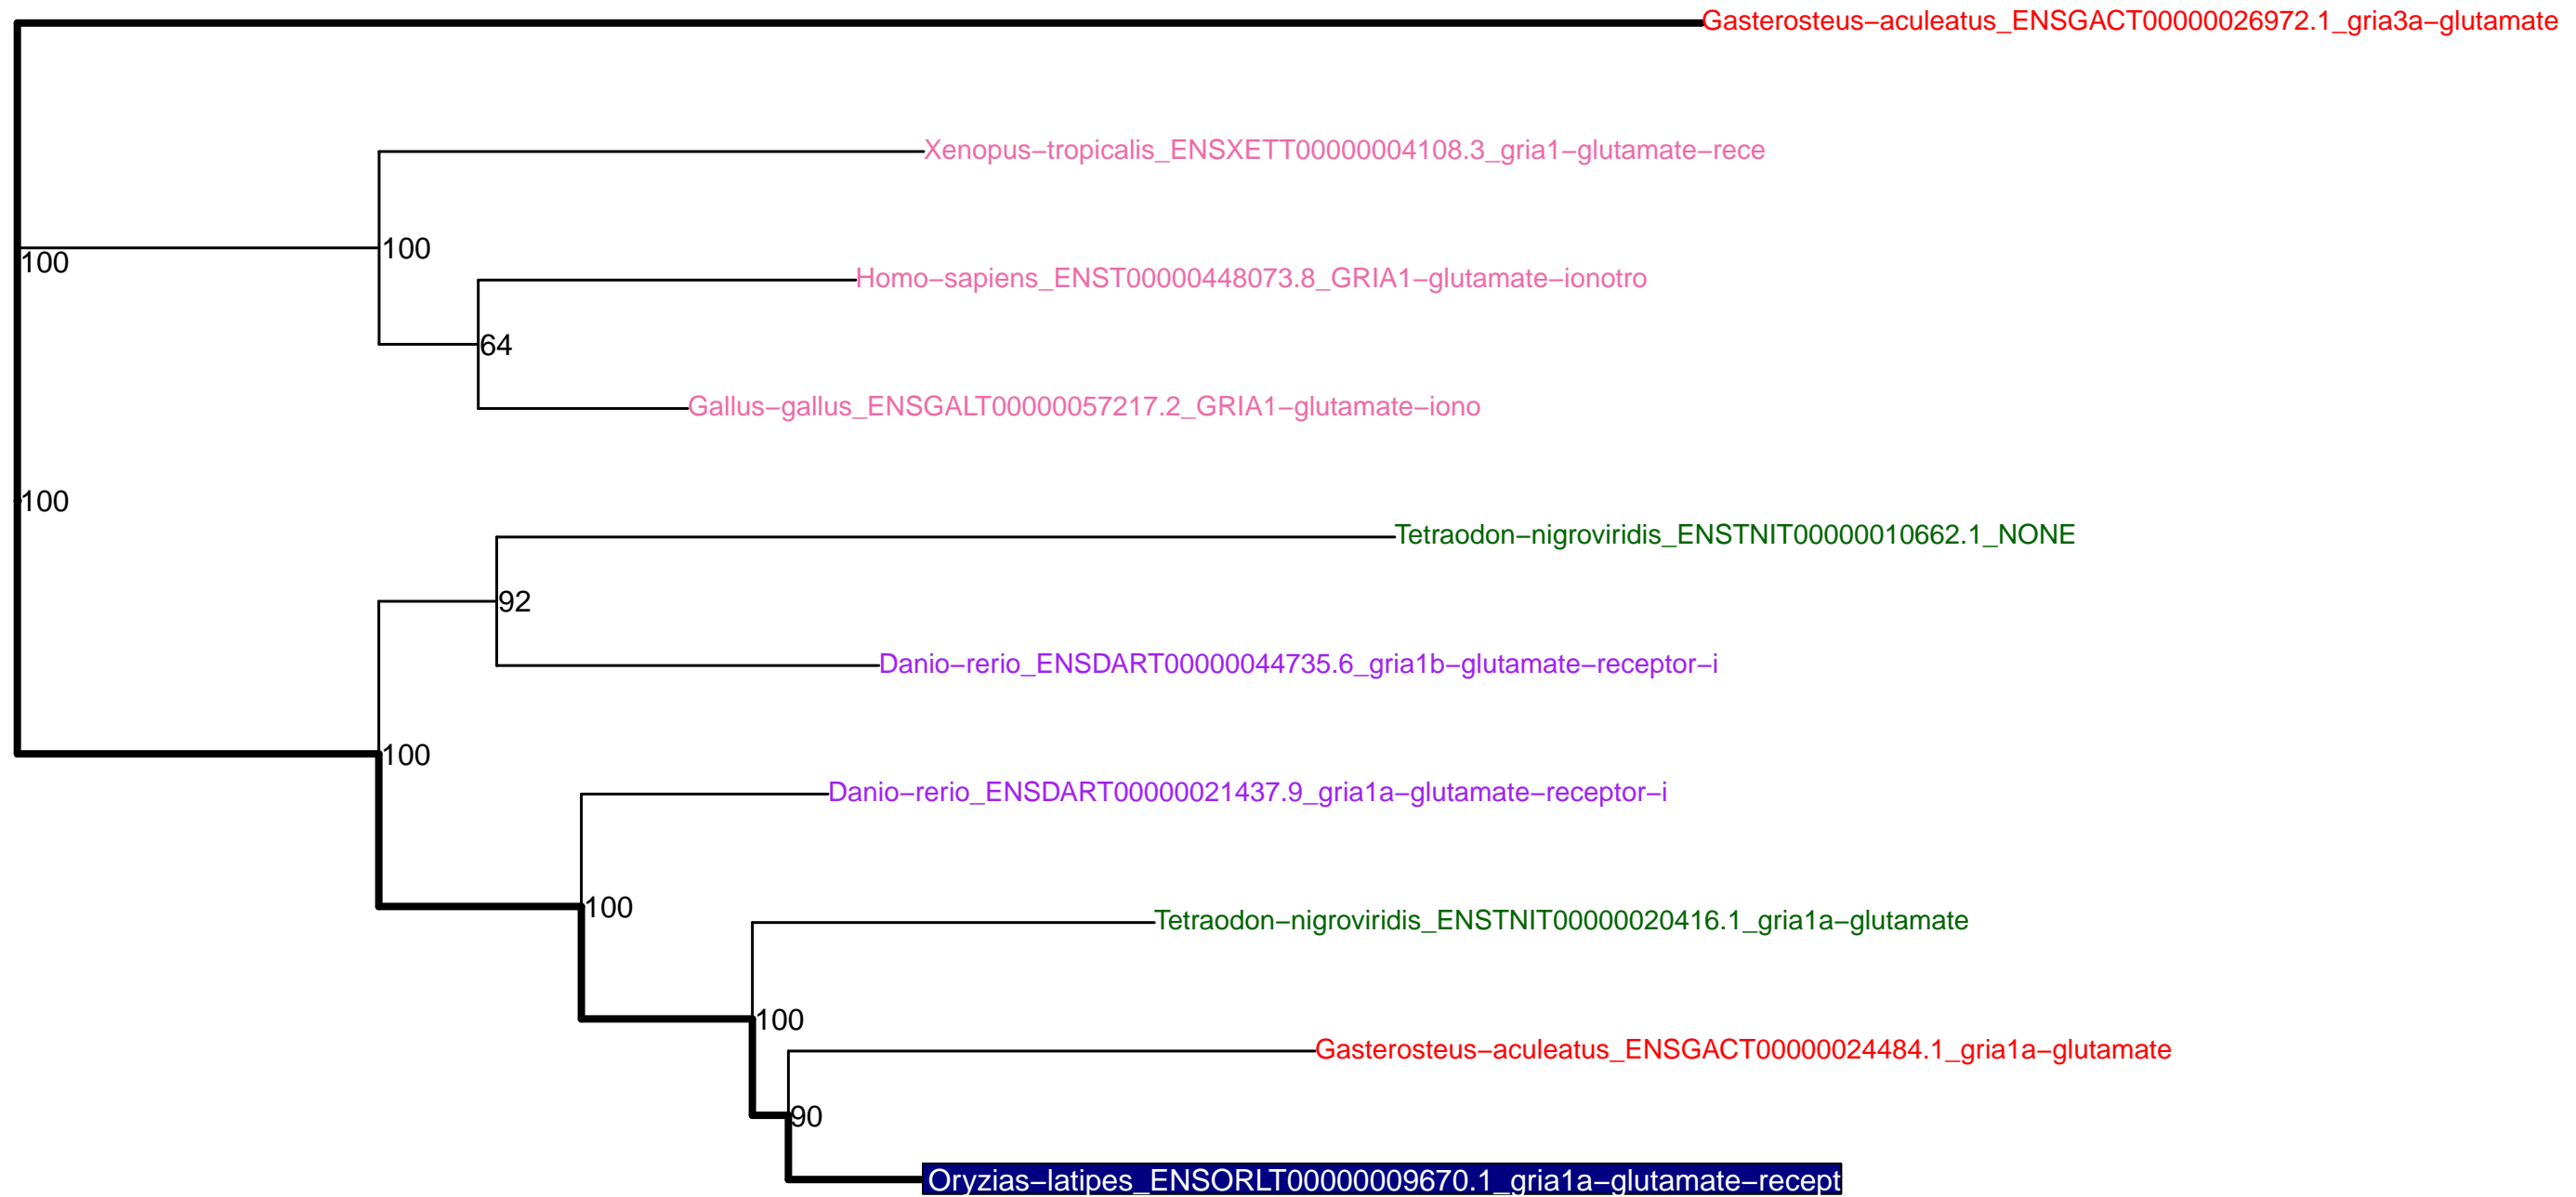 Gasterosteus−aculeatus_ENSGACT00000026972.1_gria3a−glutamate
Xenopus−tropicalis_ENSXETT00000004108.3_gria1−glutamate−rece
100
100
Homo−sapiens_ENST00000448073.8_GRIA1−glutamate−ionotro
64
Gallus−gallus_ENSGALT00000057217.2_GRIA1−glutamate−iono
100
Tetraodon−nigroviridis_ENSTNIT00000010662.1_NONE
92
Danio−rerio_ENSDART00000044735.6_gria1b−glutamate−receptor−i
100
Danio−rerio_ENSDART00000021437.9_gria1a−glutamate−receptor−i
100
Tetraodon−nigroviridis_ENSTNIT00000020416.1_gria1a−glutamate
100
Gasterosteus−aculeatus_ENSGACT00000024484.1_gria1a−glutamate
90
Oryzias−latipes_ENSORLT00000009670.1_gria1a−glutamate−recept